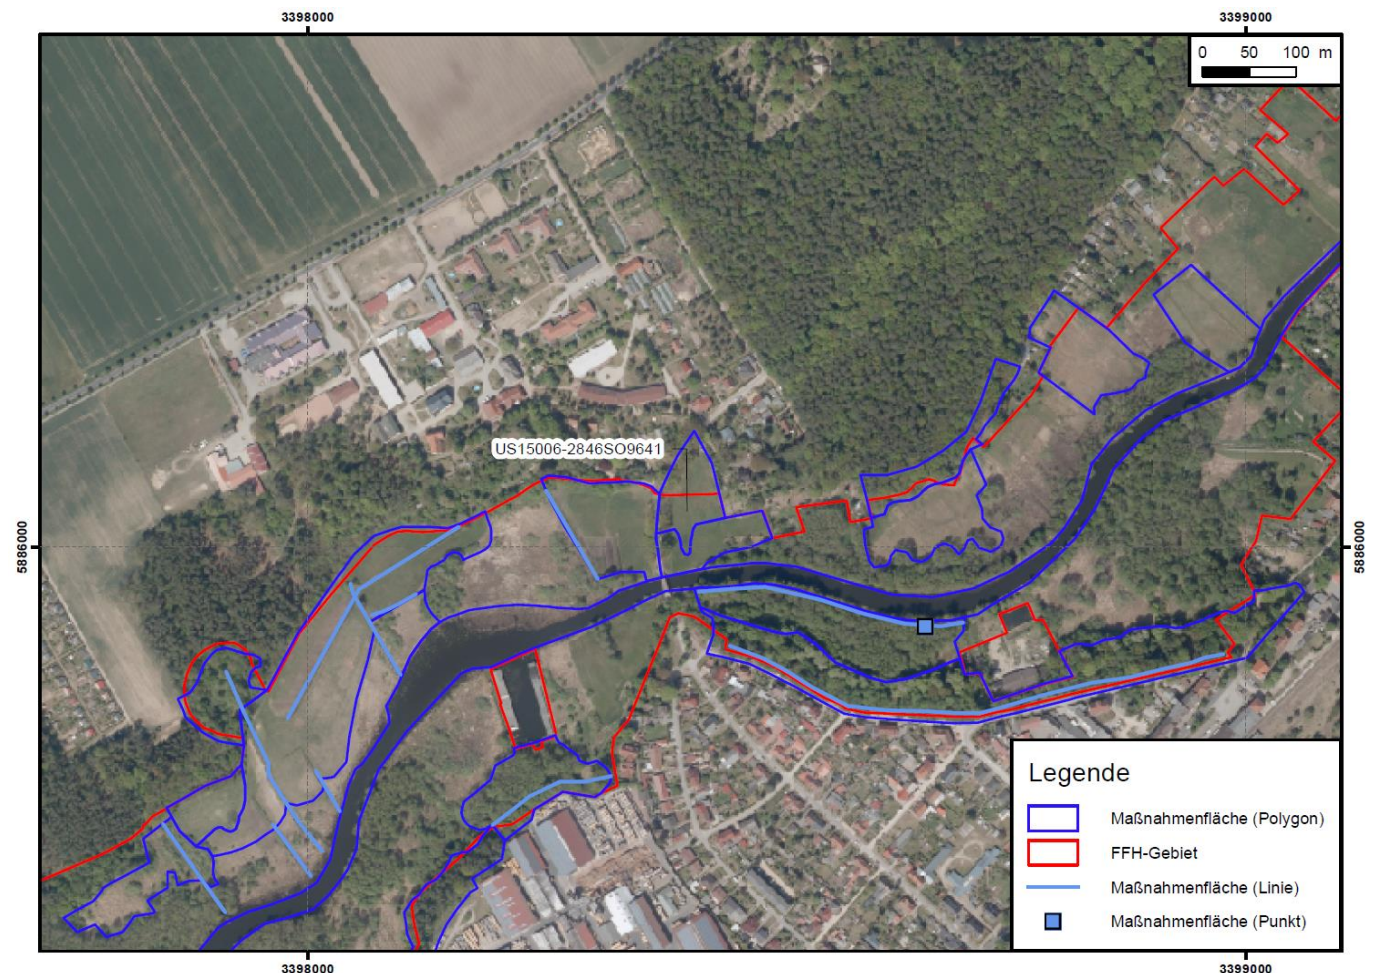 3398000 3399000
0 50 100 m
US15006-2846SO9641
5886000 5886000
Legende
Maßnahmenfläche (Polygon)
FFH-Gebiet
Maßnahmenfläche (Linie)
Maßnahmenfläche (Punkt)
3398000 3399000